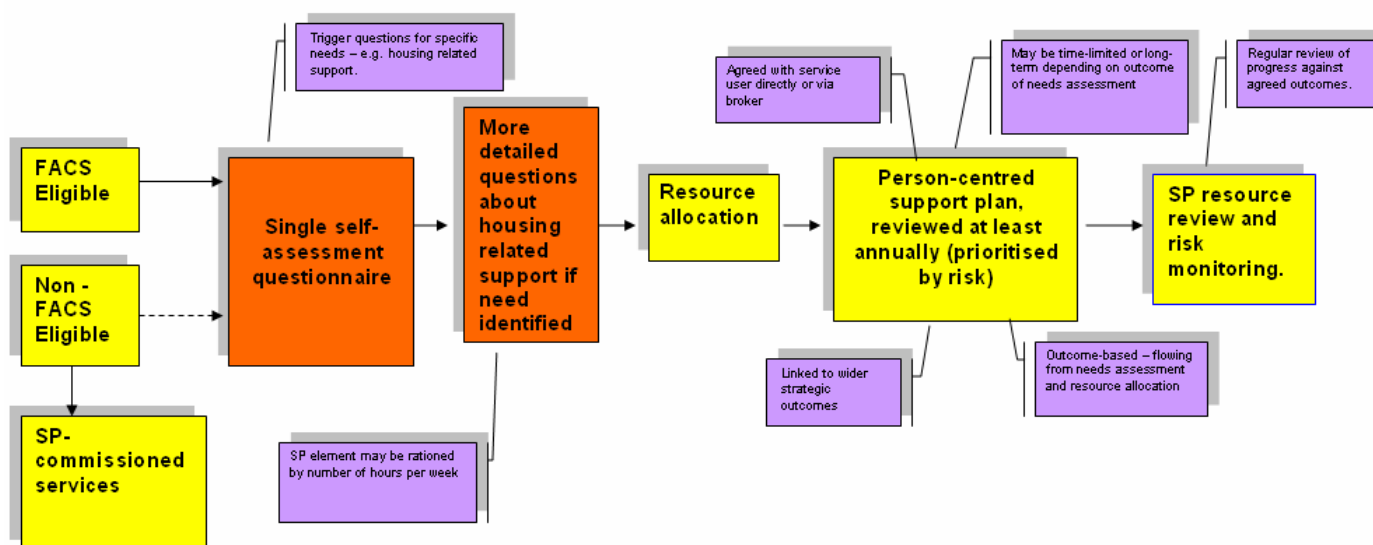 Trigger questions for specific
needs – e.g. housing related
support.
Agreed with service
user directly or via
broker
May be time-limited or long-
term depending on outcome
of needs assessment
Regular review of
progress against
agreed outcomes.
FACS
Eligible
Single self-
assessment
questionnaire
More
detailed
questions
about
housing
related
support if
need
identified
Resource
allocation
Person-centred
support plan,
reviewed at least
annually (prioritised
by risk)
SP resource
review and
risk
monitoring.
Non -
FACS
Eligible
SP-
commissioned
services
SP element may be rationed
by number of hours per week
Linked to wider
strategic
outcomes
Outcome-based – flowing
from needs assessment
and resource allocation